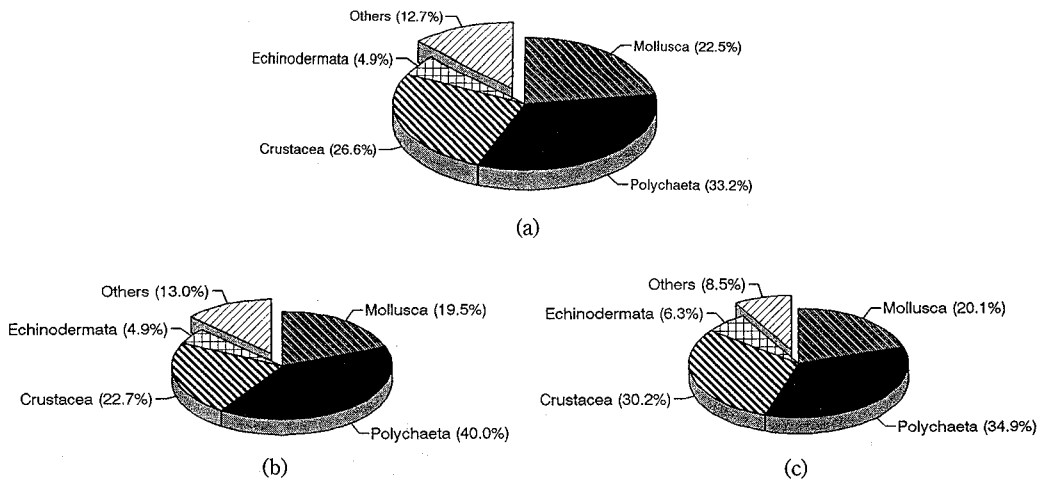 Others (12.7%)
Mollusca (22.5%)
Echinodermata (4.9%)
Crustacea (26.6%)
Polychaeta (33.2%)
(a)
Others (13.0%)
Mollusca (19.5%)
Echinodermata (4.9%)
Crustacea (22.7%)
Polychaeta (40.0%)
(b)
Others (8.5%)
Mollusca (20.1%)
Echinodermata (6.3%)
Crustacea (30.2%)
Polychaeta (34.9%)
(c)